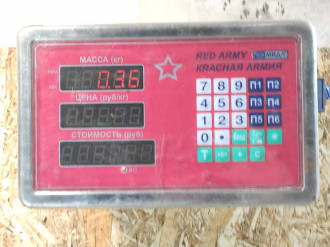 МАССА (кг)
0.36
RED ARMY МИДЛ
КРАСНАЯ АРМИЯ
ЦЕНА (руб/кг)
СТОИМОСТЬ (руб)
7 8 9 П1 П2
4 5 6 П3 П4
1 2 3 П5 П6
0 •
Т С